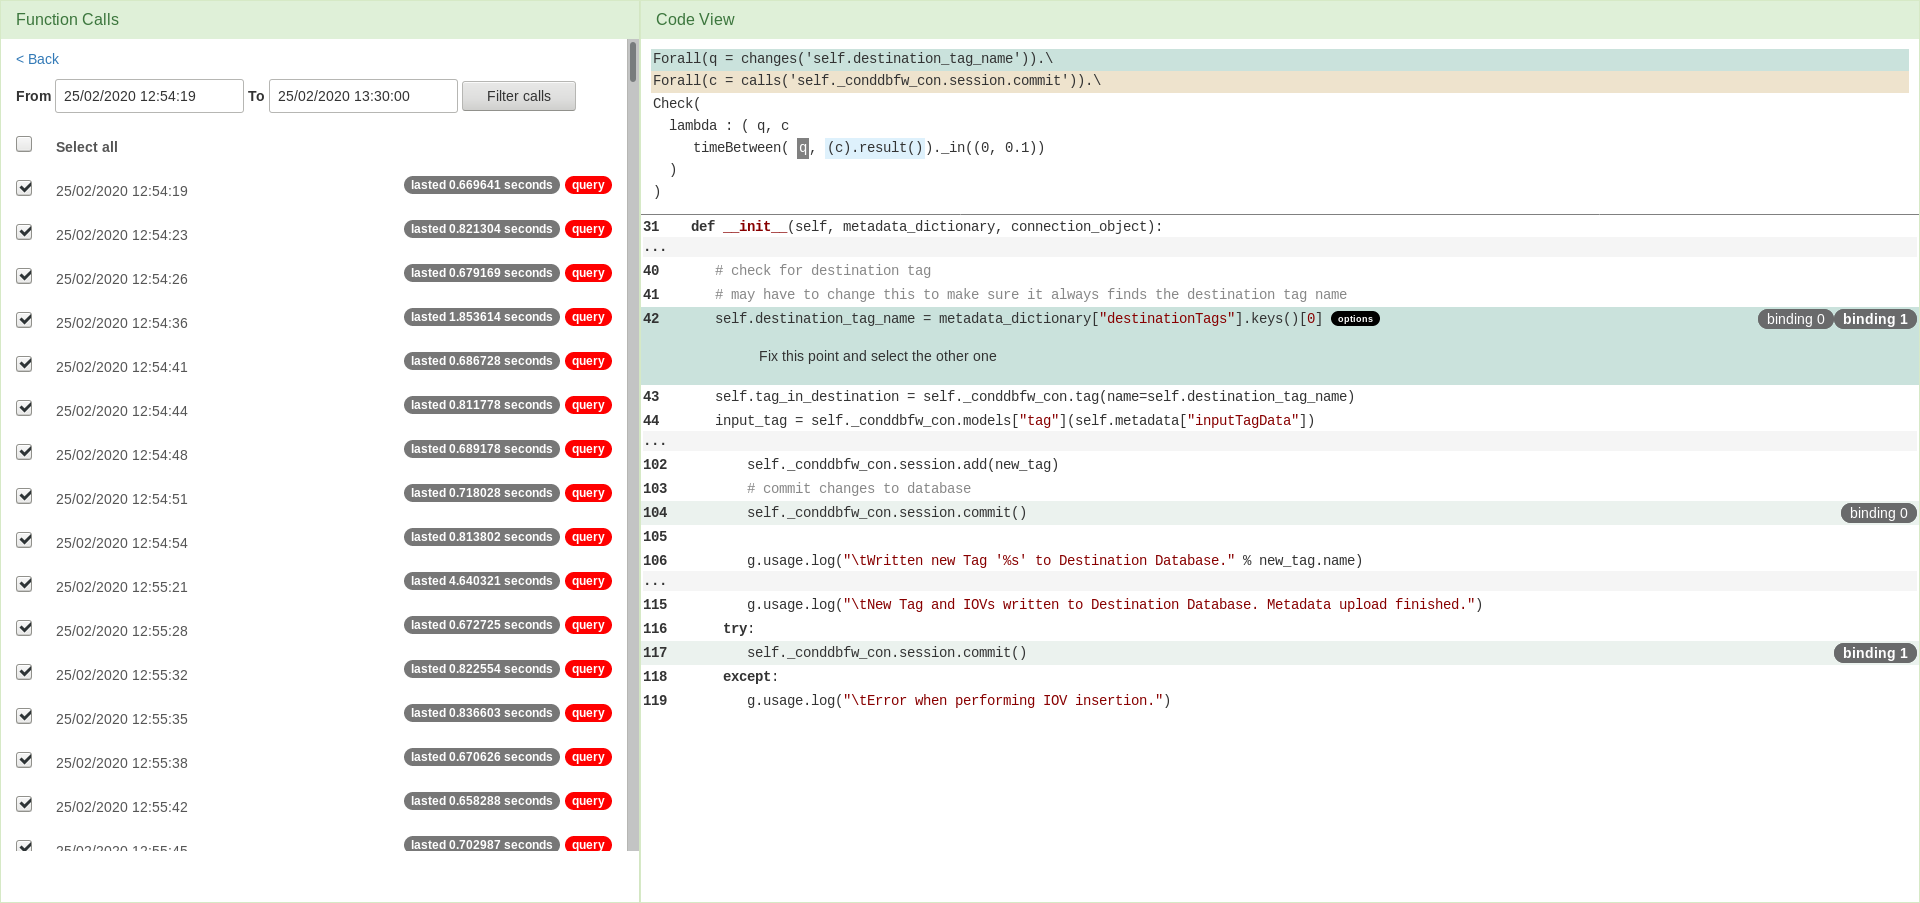 Function Calls
< Back
From 25/02/2020 12:54:19 To 25/02/2020 13:30:00 Filter calls
Select all
25/02/2020 12:54:19 lasted 0.669641 seconds query
25/02/2020 12:54:23 lasted 0.821304 seconds query
25/02/2020 12:54:26 lasted 0.679169 seconds query
25/02/2020 12:54:36 lasted 1.853614 seconds query
25/02/2020 12:54:41 lasted 0.686728 seconds query
25/02/2020 12:54:44 lasted 0.811778 seconds query
25/02/2020 12:54:48 lasted 0.689178 seconds query
25/02/2020 12:54:51 lasted 0.718028 seconds query
25/02/2020 12:54:54 lasted 0.813802 seconds query
25/02/2020 12:55:21 lasted 4.640321 seconds query
25/02/2020 12:55:28 lasted 0.672725 seconds query
25/02/2020 12:55:32 lasted 0.822554 seconds query
25/02/2020 12:55:35 lasted 0.836603 seconds query
25/02/2020 12:55:38 lasted 0.670626 seconds query
25/02/2020 12:55:42 lasted 0.658288 seconds query
25/02/2020 12:55:45 lasted 0.702987 seconds query
Code View
Forall(q = changes('self.destination_tag_name')).\
Forall(c = calls('self._conddbfw_con.session.commit')).\
Check(
lambda : ( q, c
timeBetween( q, (c).result())._in((0, 0.1))
)
)
31 def __init__(self, metadata_dictionary, connection_object):
...
40 # check for destination tag
41 # may have to change this to make sure it always finds the destination tag name
42 self.destination_tag_name = metadata_dictionary["destinationTags"].keys()[0] options binding 0 binding 1
Fix this point and select the other one
43 self.tag_in_destination = self._conddbfw_con.tag(name=self.destination_tag_name)
44 input_tag = self._conddbfw_con.models["tag"](self.metadata["inputTagData"])
...
102 self._conddbfw_con.session.add(new_tag)
103 # commit changes to database
104 self._conddbfw_con.session.commit() binding 0
105
106 g.usage.log("\tWritten new Tag '%s' to Destination Database." % new_tag.name)
...
115 g.usage.log("\tNew Tag and IOVs written to Destination Database. Metadata upload finished.")
116 try:
117 self._conddbfw_con.session.commit() binding 1
118 except:
119 g.usage.log("\tError when performing IOV insertion.")